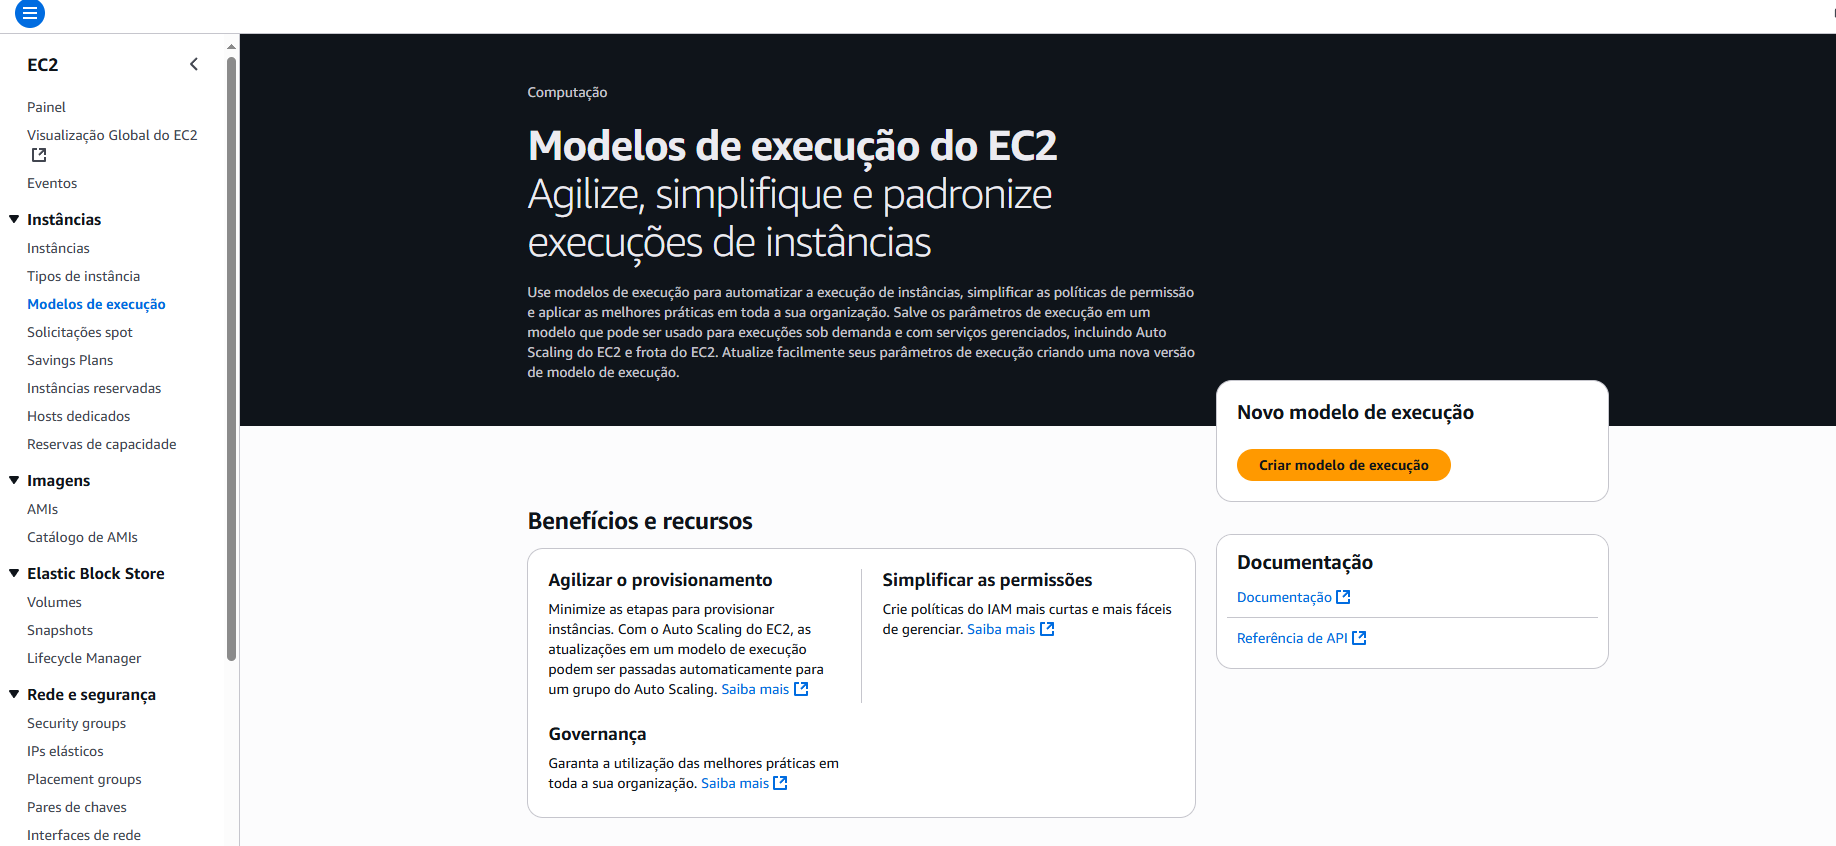 EC2
Painel
Visualização Global do EC2
Eventos
Instâncias
Instâncias
Tipos de instância
Modelos de execução
Solicitações spot
Savings Plans
Instâncias reservadas
Hosts dedicados
Reservas de capacidade
Imagens
AMIs
Catálogo de AMIs
Elastic Block Store
Volumes
Snapshots
Lifecycle Manager
Rede e segurança
Security groups
IPs elásticos
Placement groups
Pares de chaves
Interfaces de rede
Computação
Modelos de execução do EC2
Agilize, simplifique e padronize
execuções de instâncias
Use modelos de execução para automatizar a execução de instâncias, simplificar as políticas de permissão
e aplicar as melhores práticas em toda a sua organização. Salve os parâmetros de execução em um
modelo que pode ser usado para execuções sob demanda e com serviços gerenciados, incluindo Auto
Scaling do EC2 e frota do EC2. Atualize facilmente seus parâmetros de execução criando uma nova versão
de modelo de execução.
Novo modelo de execução
Criar modelo de execução
Benefícios e recursos
Agilizar o provisionamento
Minimize as etapas para provisionar
instâncias. Com o Auto Scaling do EC2, as
atualizações em um modelo de execução
podem ser passadas automaticamente para
um grupo do Auto Scaling. Saiba mais
Simplificar as permissões
Crie políticas do IAM mais curtas e mais fáceis
de gerenciar. Saiba mais
Governança
Garanta a utilização das melhores práticas em
toda a sua organização. Saiba mais
Documentação
Documentação
Referência de API